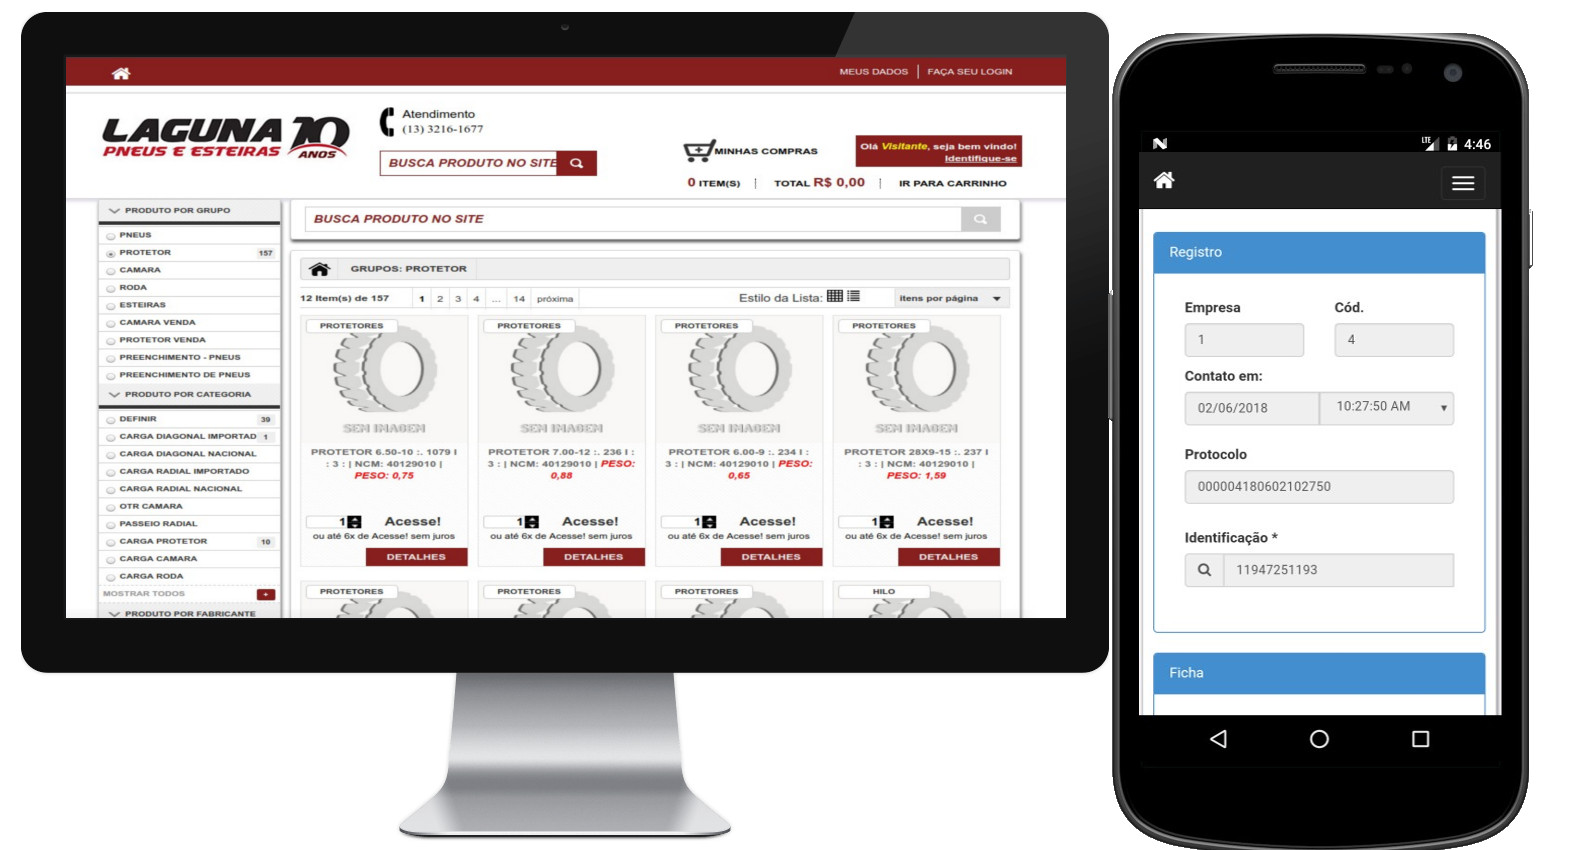 MEUS DADOS | FAÇA SEU LOGIN
LAGUNA 10
PNEUS E ESTEIRAS ANOS
Atendimento
(13) 3216-1677
BUSCA PRODUTO NO SITE
MINHAS COMPRAS
Olá Visitante, seja bem vindo!
Identifique-se
0 ITEM(S) | TOTAL R$ 0,00 | IR PARA CARRINHO
PRODUTO POR GRUPO
PNEUS
PROTETOR 157
CAMARA
RODA
ESTEIRAS
CAMARA VENDA
PROTETOR VENDA
PREENCHIMENTO - PNEUS
PREENCHIMENTO DE PNEUS
PRODUTO POR CATEGORIA
DEFINIR 39
CARGA DIAGONAL IMPORTAD 1
CARGA DIAGONAL NACIONAL
CARGA RADIAL IMPORTADO
CARGA RADIAL NACIONAL
OTR CAMARA
PASSEIO RADIAL
CARGA PROTETOR 10
CARGA CAMARA
CARGA RODA
MOSTRAR TODOS +
PRODUTO POR FABRICANTE
BUSCA PRODUTO NO SITE
GRUPOS: PROTETOR
12 Item(s) de 157 1 2 3 4 ... 14 próxima Estilo da Lista: itens por página
PROTETORES PROTETORES PROTETORES PROTETORES
SEM IMAGEM SEM IMAGEM SEM IMAGEM SEM IMAGEM
PROTETOR 6.50-10 :. 1079 I PROTETOR 7.00-12 :. 236 I : PROTETOR 6.00-9 :. 234 I : PROTETOR 28X9-15 :. 237 I
: 3 : | NCM: 40129010 | 3 : | NCM: 40129010 | PESO: 3 : | NCM: 40129010 | PESO: : 3 : | NCM: 40129010 |
PESO: 0,75 0,88 0,65 PESO: 1,59
1 Acesse! 1 Acesse! 1 Acesse! 1 Acesse!
ou até 6x de Acesse! sem juros ou até 6x de Acesse! sem juros ou até 6x de Acesse! sem juros ou até 6x de Acesse! sem juros
DETALHES DETALHES DETALHES DETALHES
PROTETORES PROTETORES PROTETORES HILO
LTE 4:46
Registro
Empresa Cód.
1 4
Contato em:
02/06/2018 10:27:50 AM
Protocolo
000004180602102750
Identificação *
11947251193
Ficha